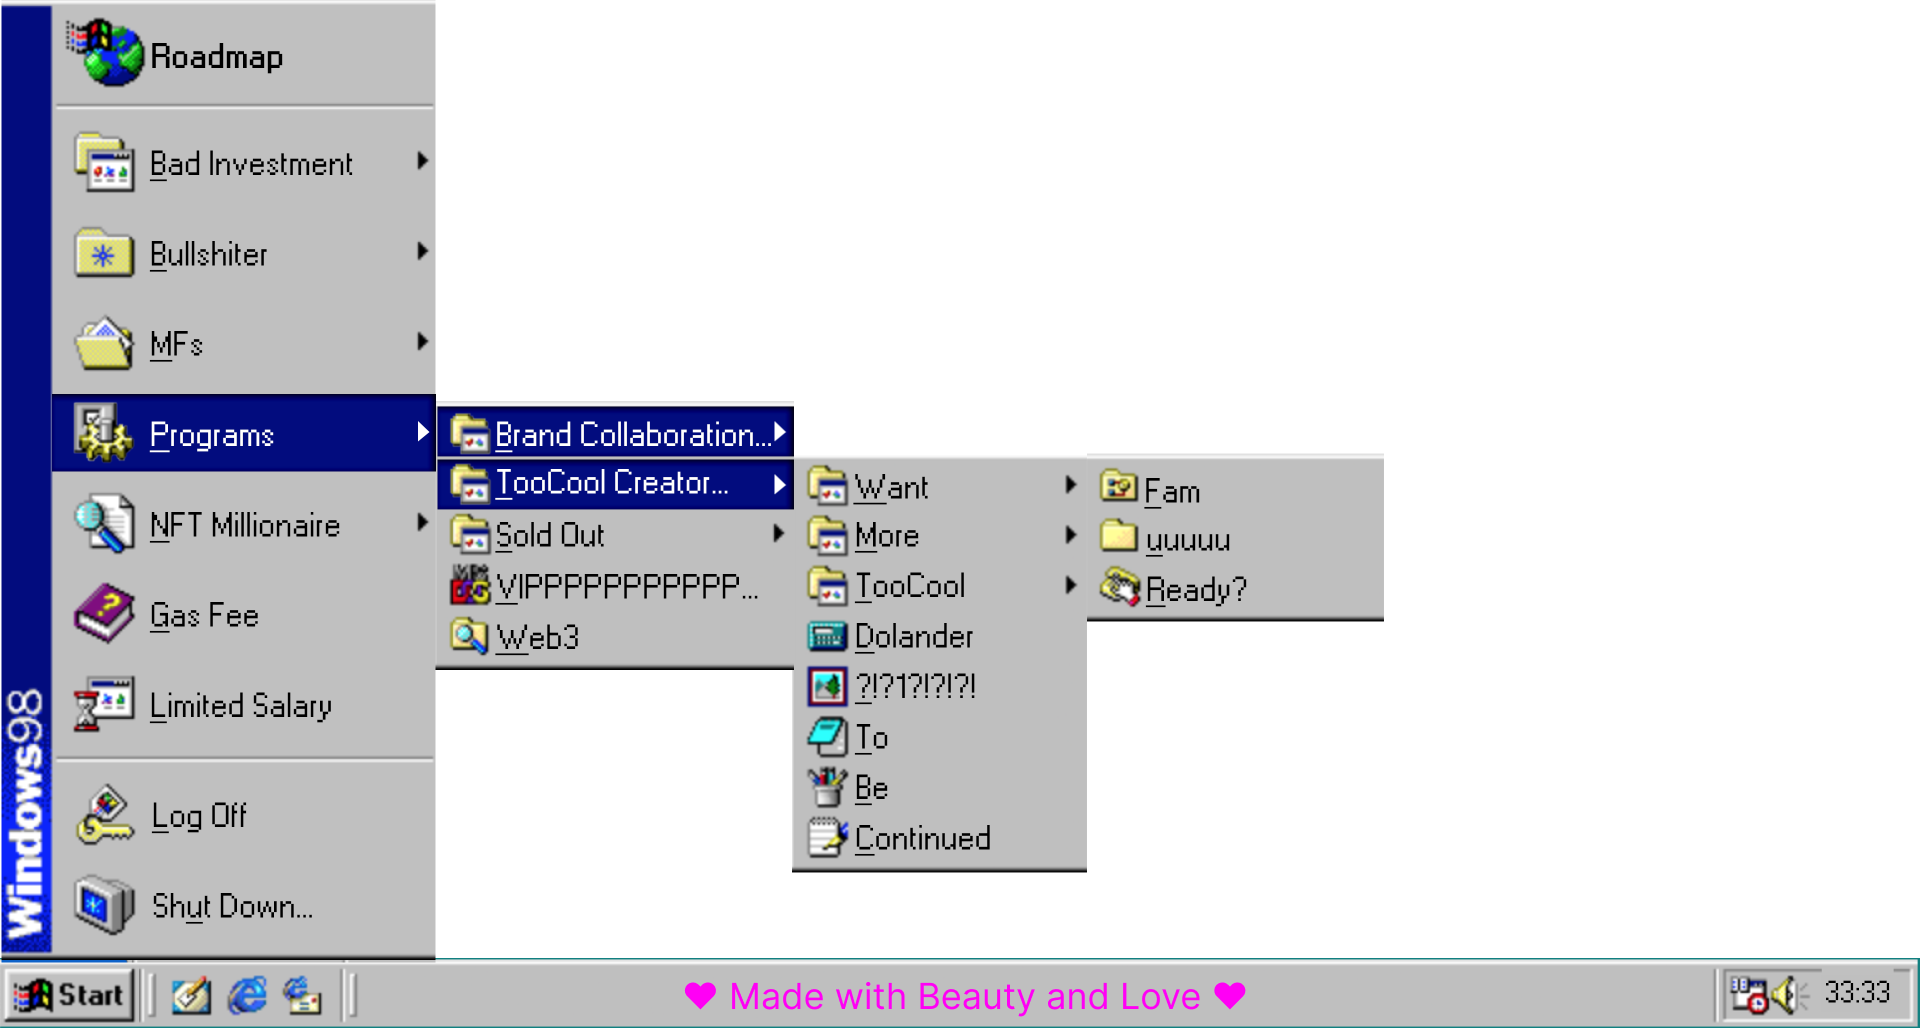 Roadmap
Bad Investment
Bullshiter
MFs
Programs
NFT Millionaire
Gas Fee
Limited Salary
Log Off
Shut Down...
Windows98
Brand Collaboration...
TooCool Creator...
Sold Out
VIPPPPPPPPPPP...
Web3
Want
More
TooCool
Dolander
?!?1?!?!?!
To
Be
Continued
Fam
uuuuu
Ready?
Start
♥ Made with Beauty and Love ♥
33:33